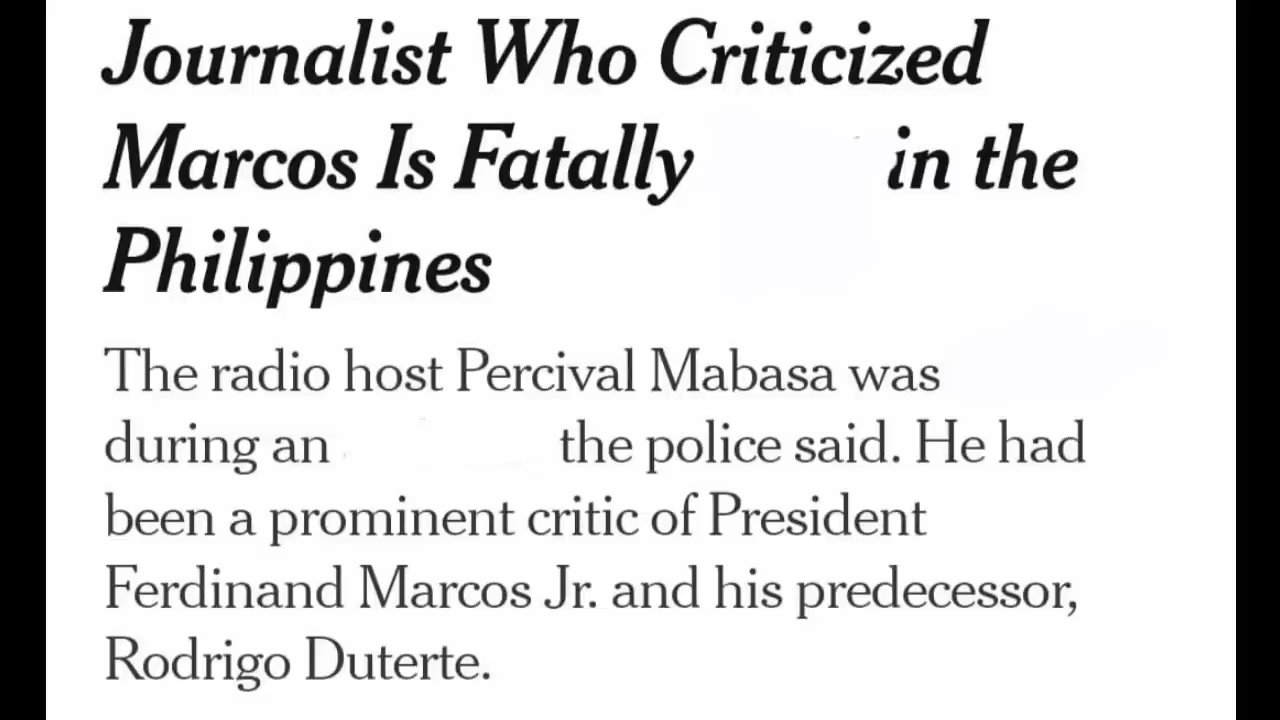 Journalist Who Criticized
Marcos Is Fatally in the
Philippines
The radio host Percival Mabasa was
during an the police said. He had
been a prominent critic of President
Ferdinand Marcos Jr. and his predecessor,
Rodrigo Duterte.